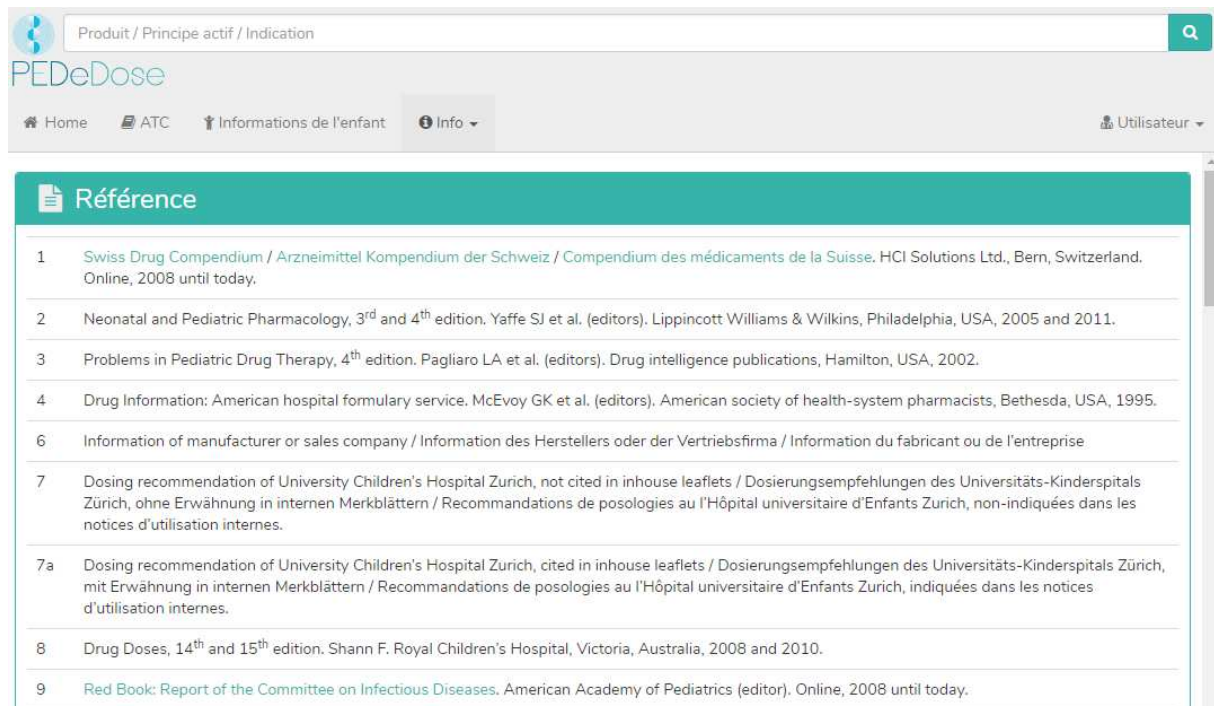 Produit / Principe actif / Indication
PEDeDose
Home ATC Informations de l'enfant Info Utilisateur
Référence
1 Swiss Drug Compendium / Arzneimittel Kompendium der Schweiz / Compendium des médicaments de la Suisse. HCI Solutions Ltd., Bern, Switzerland.
Online, 2008 until today.
2 Neonatal and Pediatric Pharmacology, 3rd and 4th edition. Yaffe SJ et al. (editors). Lippincott Williams & Wilkins, Philadelphia, USA, 2005 and 2011.
3 Problems in Pediatric Drug Therapy, 4th edition. Pagliaro LA et al. (editors). Drug intelligence publications, Hamilton, USA, 2002.
4 Drug Information: American hospital formulary service. McEvoy GK et al. (editors). American society of health-system pharmacists, Bethesda, USA, 1995.
6 Information of manufacturer or sales company / Information des Herstellers oder der Vertriebsfirma / Information du fabricant ou de l'entreprise
7 Dosing recommendation of University Children's Hospital Zurich, not cited in inhouse leaflets / Dosierungsempfehlungen des Universitäts-Kinderspitals
Zürich, ohne Erwähnung in internen Merkblättern / Recommandations de posologies au l'Hôpital universitaire d'Enfants Zurich, non-indiquées dans les
notices d'utilisation internes.
7a Dosing recommendation of University Children's Hospital Zurich, cited in inhouse leaflets / Dosierungsempfehlungen des Universitäts-Kinderspitals Zürich,
mit Erwähnung in internen Merkblättern / Recommandations de posologies au l'Hôpital universitaire d'Enfants Zurich, indiquées dans les notices
d'utilisation internes.
8 Drug Doses, 14th and 15th edition. Shann F. Royal Children's Hospital, Victoria, Australia, 2008 and 2010.
9 Red Book: Report of the Committee on Infectious Diseases. American Academy of Pediatrics (editor). Online, 2008 until today.